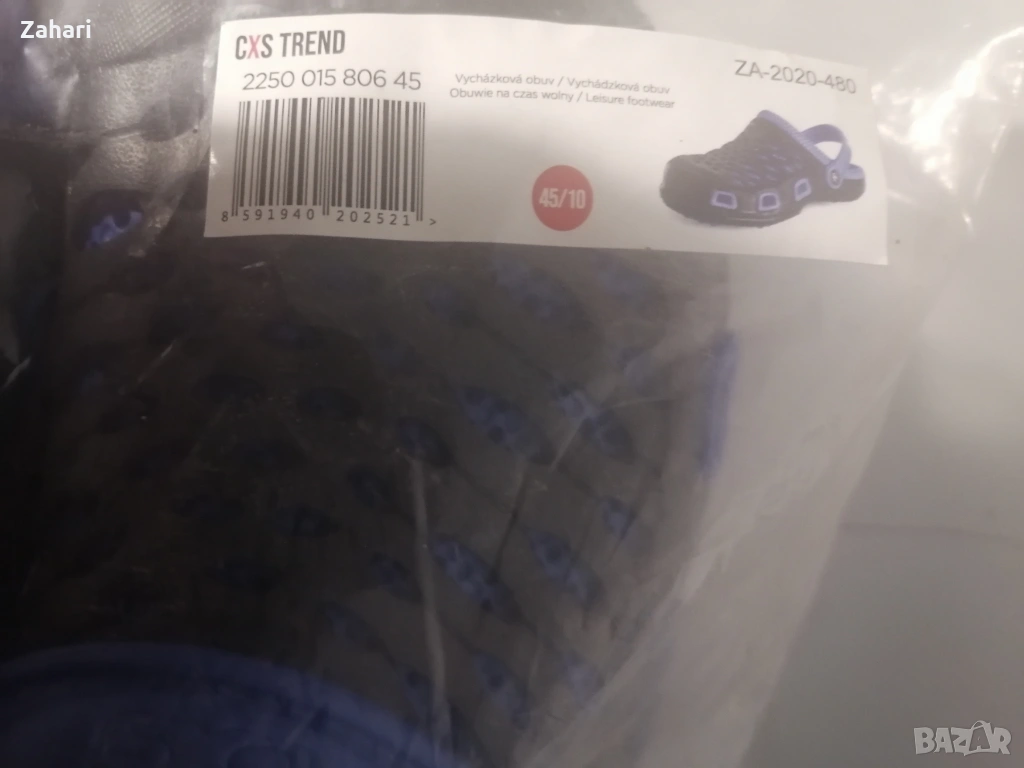 Zahari
CXS TREND
2250 015 806 45
Vycházková obuv / Vychádzková obuv
Obuwie na czas wolny / Leisure footwear
ZA-2020-480
45/10
8 591940 202521 >
BAZAR